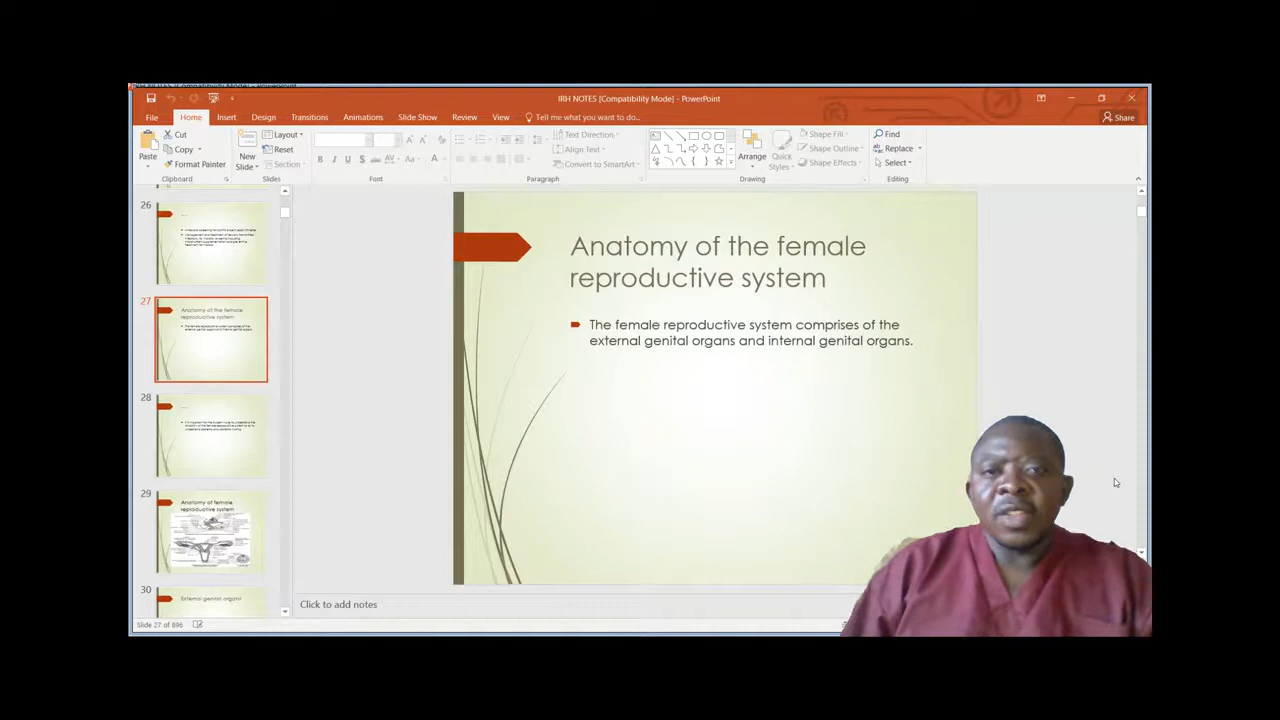 IRH NOTES [Compatibility Mode] - PowerPoint
File Home Insert Design Transitions Animations Slide Show Review View Tell me what you want to do... Share
Paste Cut Copy Format Painter Clipboard
New Slide Layout Reset Section Slides
B I U S abc AV Aa A Font
Text Direction Align Text Convert to SmartArt Paragraph
Arrange Quick Styles Shape Fill Shape Outline Shape Effects Drawing
Find Replace Select Editing
26
27
Anatomy of the female
reproductive system
28
29
Anatomy of female
reproductive system
30
External genital organs
Anatomy of the female
reproductive system
The female reproductive system comprises of the
external genital organs and internal genital organs.
Click to add notes
Slide 27 of 896